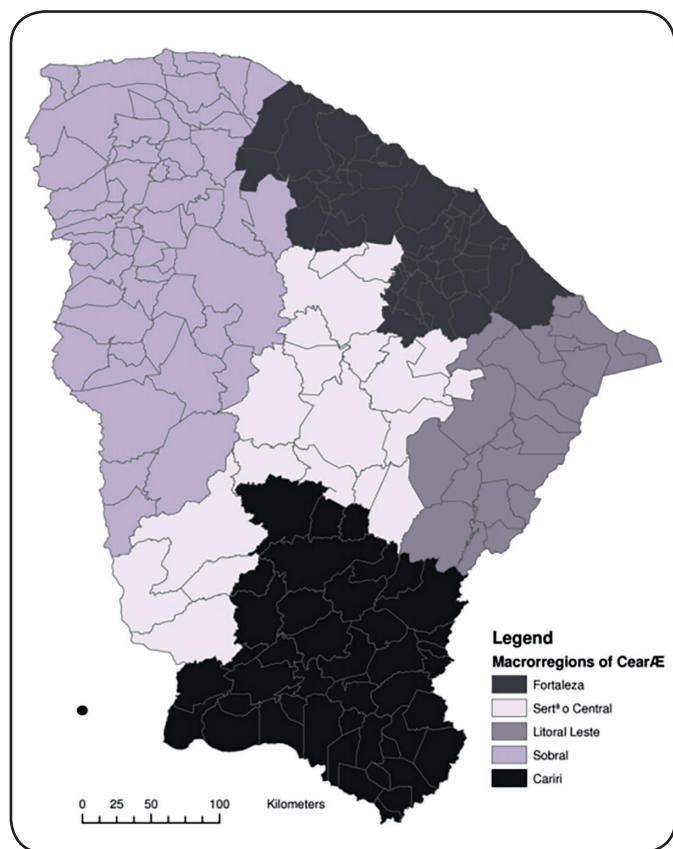 Legend
Macrorregions of CearÆ
Fortaleza
Sertª o Central
Litoral Leste
Sobral
Cariri
0 25 50 100 Kilometers